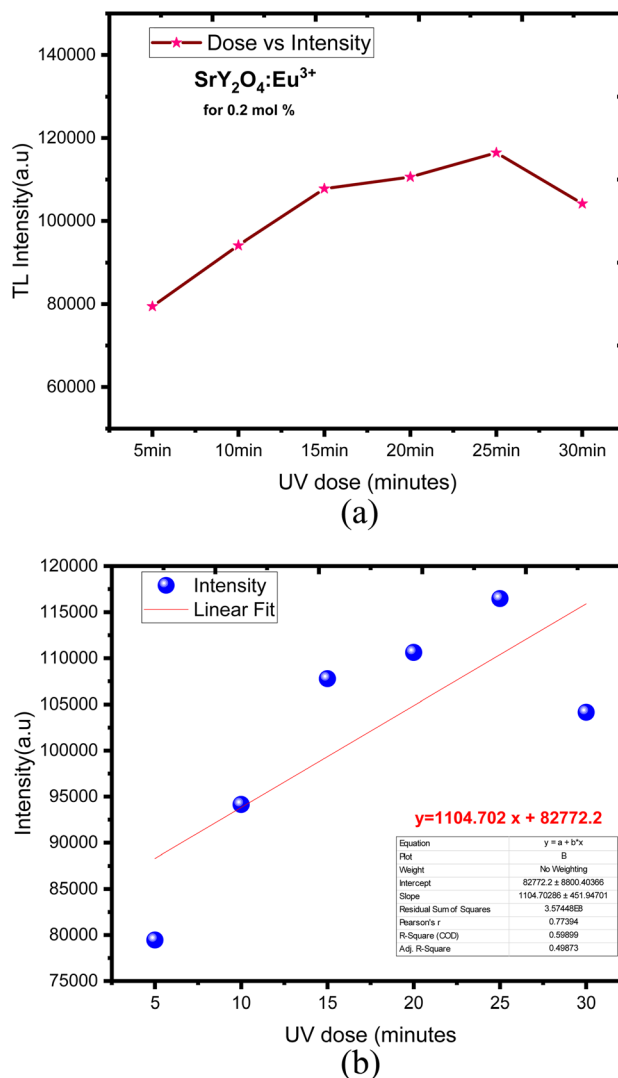 Dose vs Intensity
SrY₂O₄:Eu³⁺
for 0.2 mol %
140000
120000
100000
80000
60000
TL Intensity(a.u)
5min 10min 15min 20min 25min 30min
UV dose (minutes)
(a)
Intensity
Linear Fit
120000
115000
110000
105000
100000
95000
90000
85000
80000
75000
Intensity(a.u)
y=1104.702 x + 82772.2
Equation y = a + b*x
Plot B
Weight No Weighting
Intercept 82772.2 ± 8800.40366
Slope 1104.70286 ± 451.94701
Residual Sum of Squares 3.57448E8
Pearson's r 0.77394
R-Square (COD) 0.59899
Adj. R-Square 0.49873
5 10 15 20 25 30
UV dose (minutes
(b)